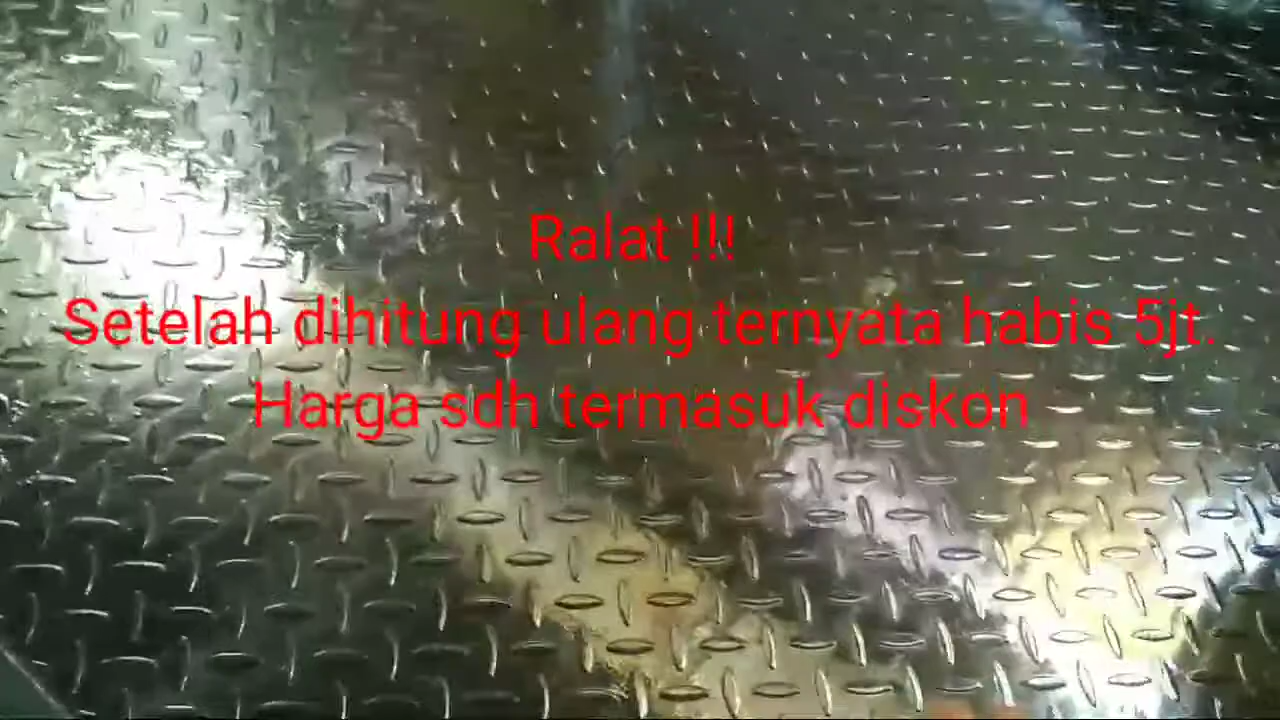 Ralat !!!
Setelah dihitung ulang ternyata habis 5jt.
Harga sdh termasuk diskon